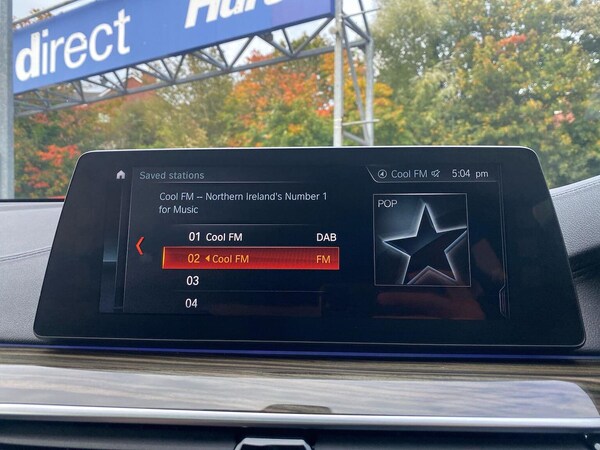 direct
Saved stations
Cool FM 5:04 pm
Cool FM – Northern Ireland's Number 1
for Music
POP
01 Cool FM DAB
02 Cool FM FM
03
04